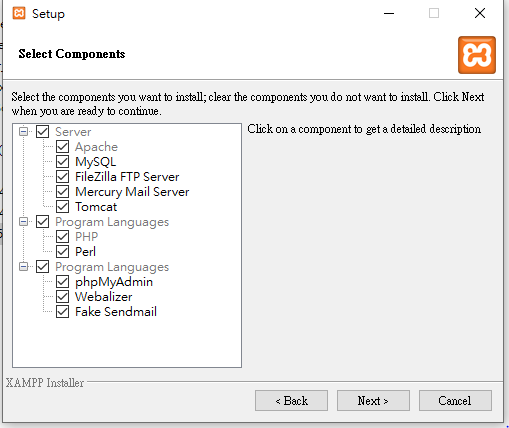 Setup
Select Components
Select the components you want to install; clear the components you do not want to install. Click Next
when you are ready to continue.
Server
Apache
MySQL
FileZilla FTP Server
Mercury Mail Server
Tomcat
Program Languages
PHP
Perl
Program Languages
phpMyAdmin
Webalizer
Fake Sendmail
Click on a component to get a detailed description
XAMPP Installer
< Back
Next >
Cancel